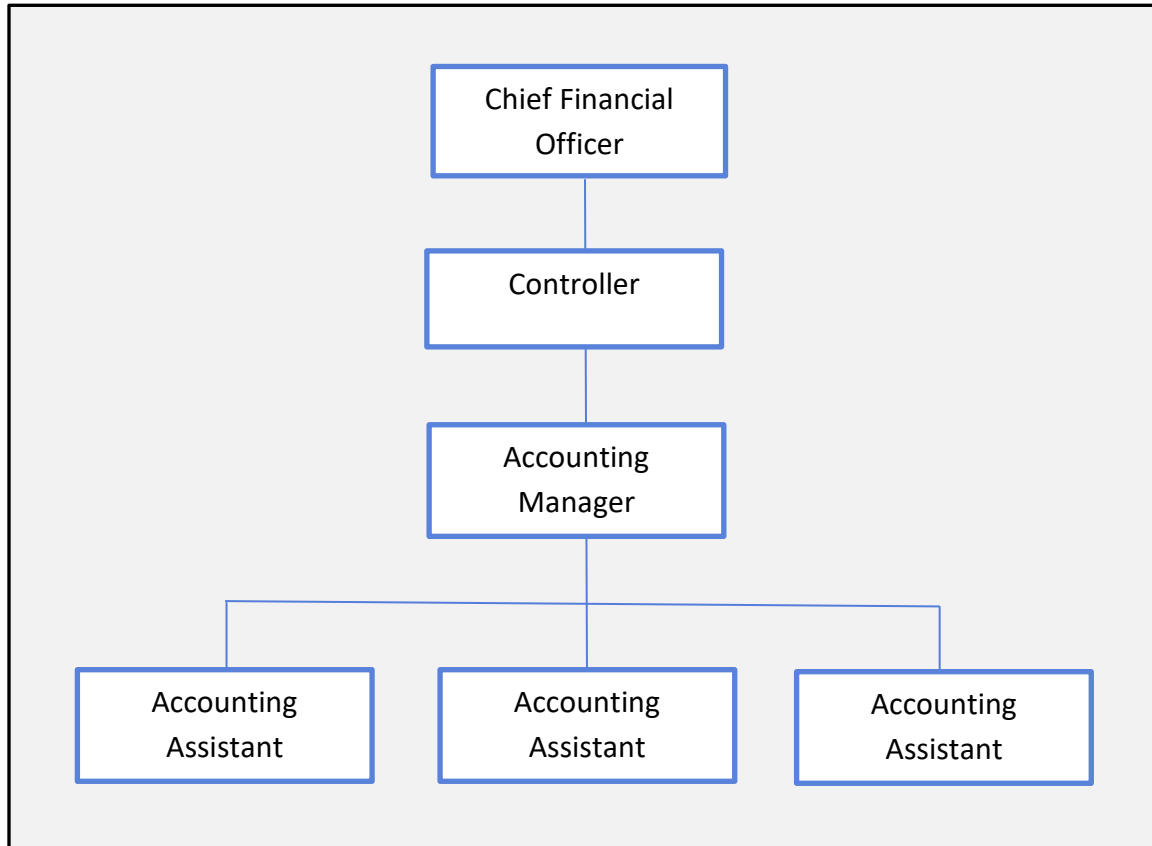 Chief Financial
Officer
Controller
Accounting
Manager
Accounting
Assistant
Accounting
Assistant
Accounting
Assistant